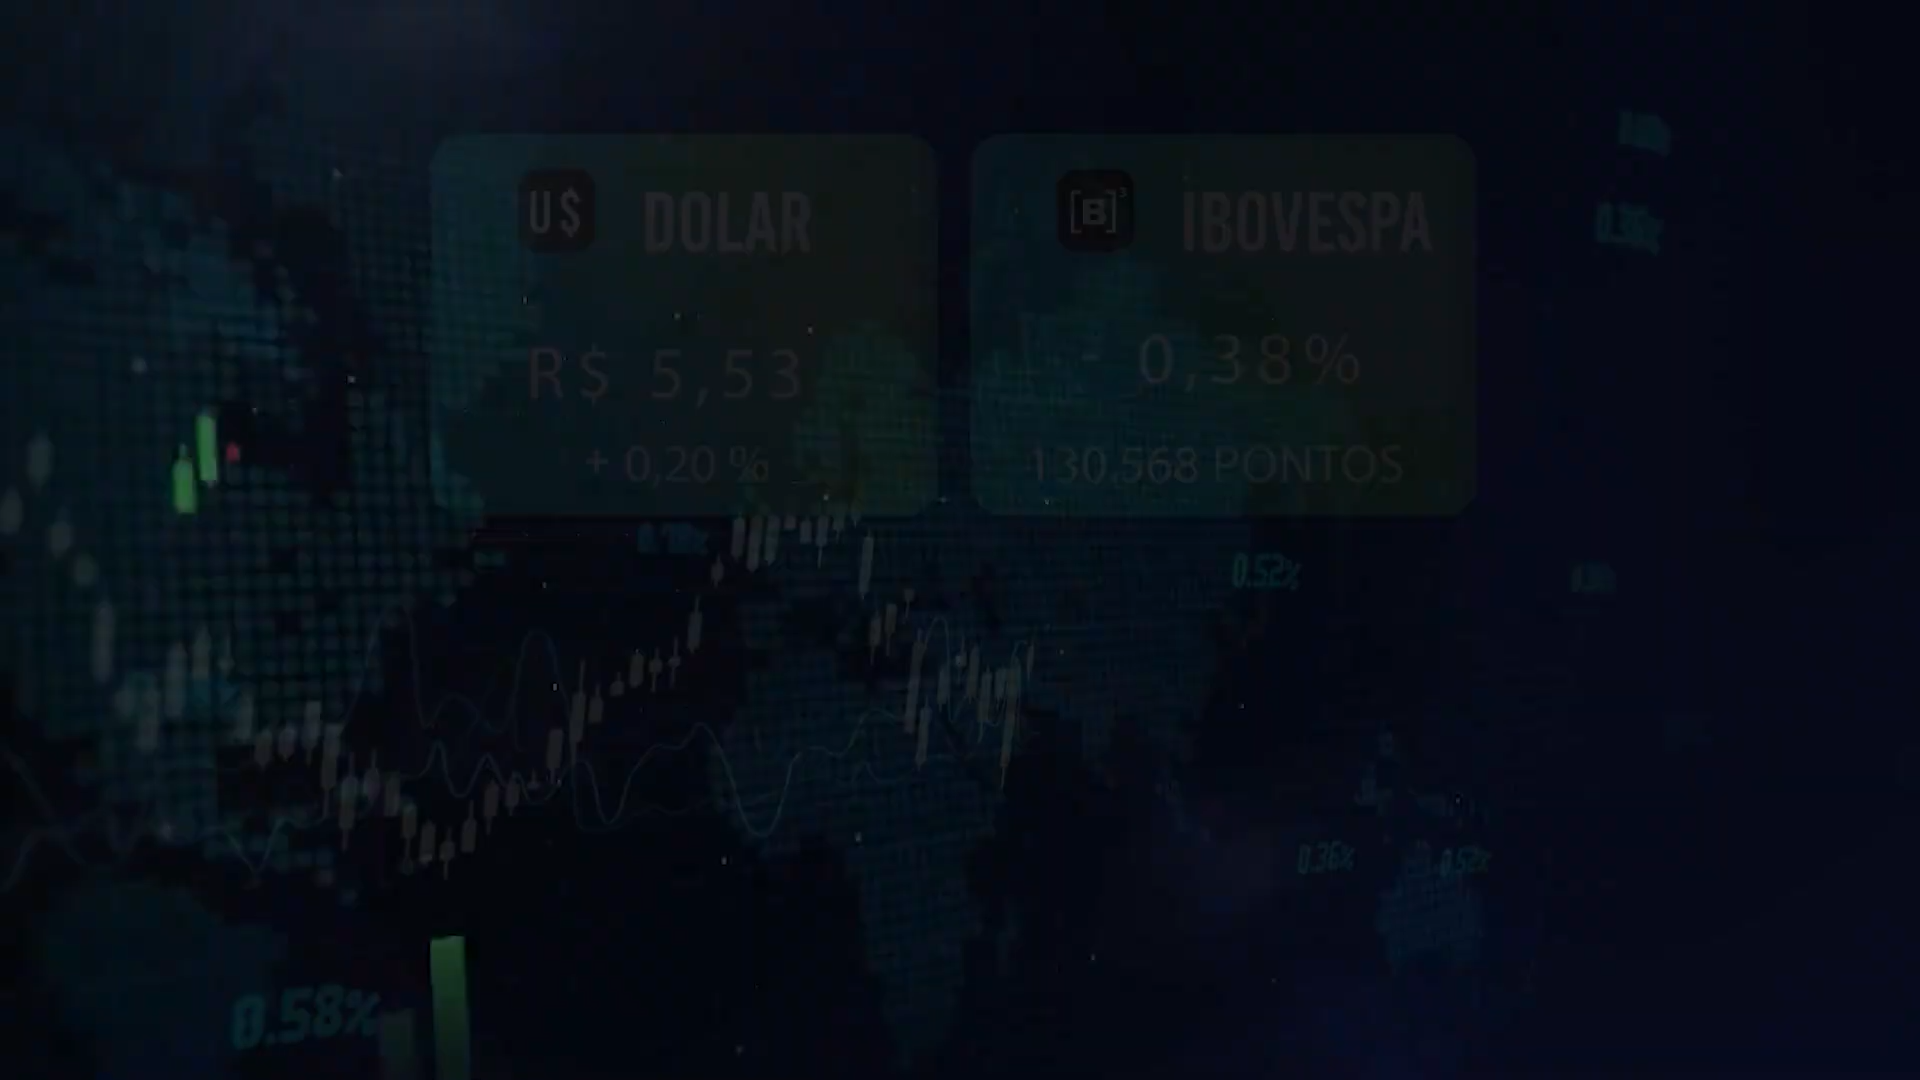 U$ DOLAR
R$ 5,53
+ 0,20 %
[B]³ IBOVESPA
- 0,38%
130.568 PONTOS
0.52%
0.36%
0.52%
0.58%